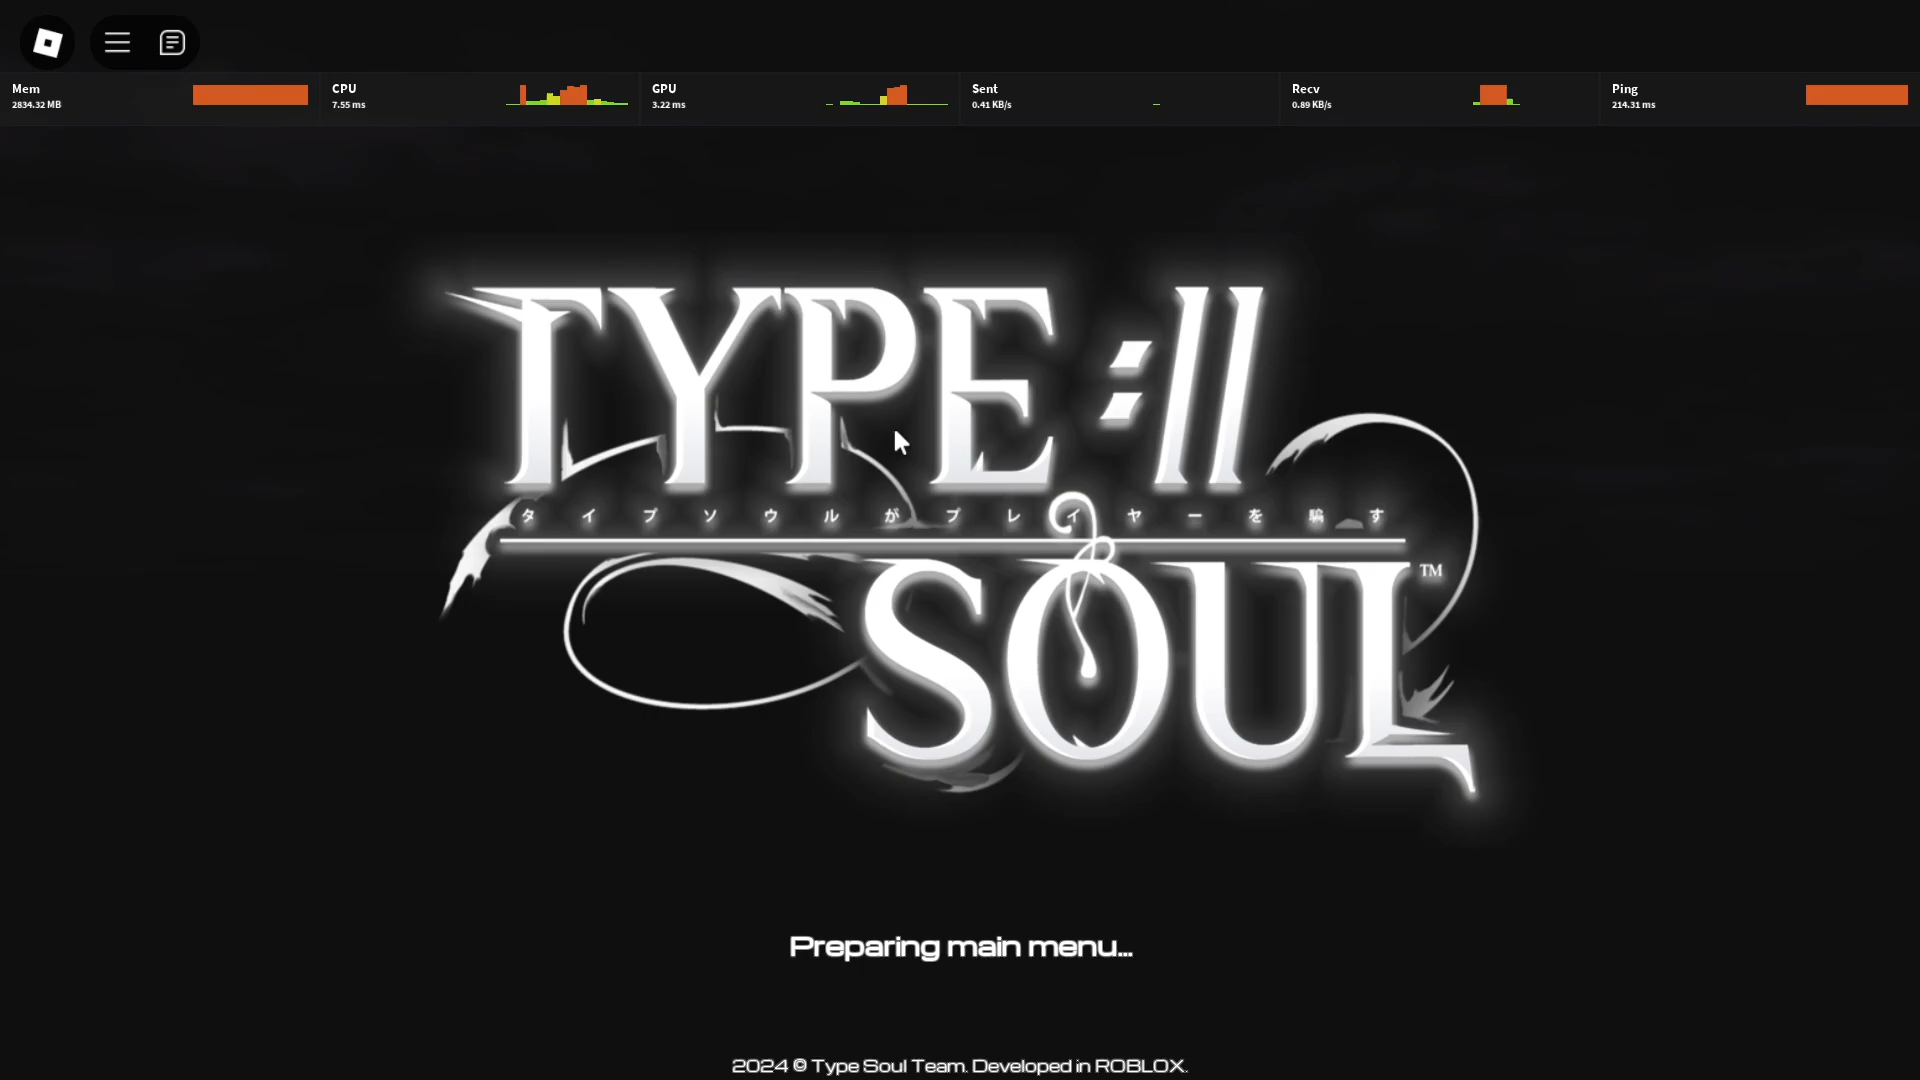 Mem
2834.32 MB
CPU
7.55 ms
GPU
3.22 ms
Sent
0.41 KB/s
Recv
0.89 KB/s
Ping
214.31 ms
TYPE://
タイプソウルがプレイヤーを騙す
SOUL™
Preparing main menu...
2024 © Type Soul Team. Developed in ROBLOX.